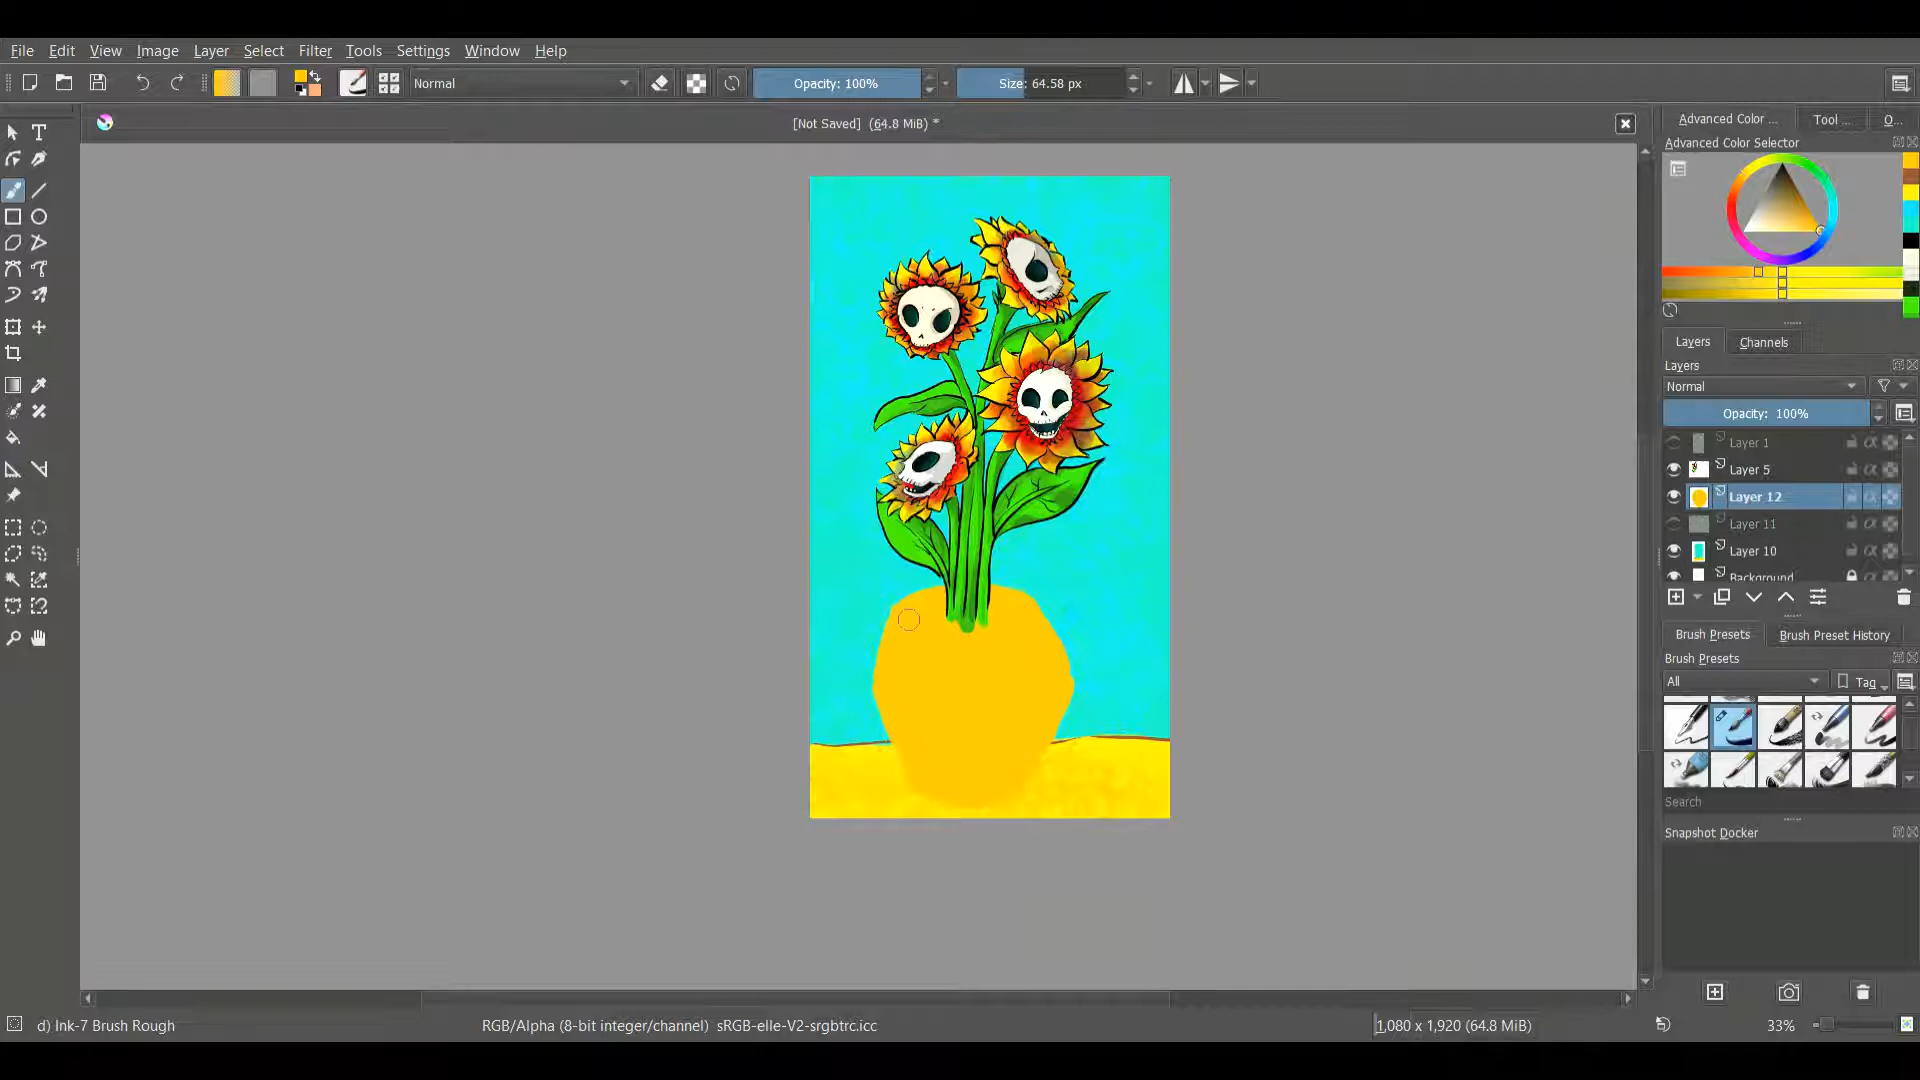 File Edit View Image Layer Select Filter Tools Settings Window Help
Normal Opacity: 100% Size: 64.58 px
[Not Saved] (64.8 MiB) *
Advanced Color ... Tool ... O...
Advanced Color Selector
Layers Channels
Layers
Normal
Opacity: 100%
Layer 1
Layer 5
Layer 12
Layer 11
Layer 10
Background
Brush Presets Brush Preset History
Brush Presets
All Tag
Search
Snapshot Docker
d) Ink-7 Brush Rough RGB/Alpha (8-bit integer/channel) sRGB-elle-V2-srgbtrc.icc 1,080 x 1,920 (64.8 MiB) 33%